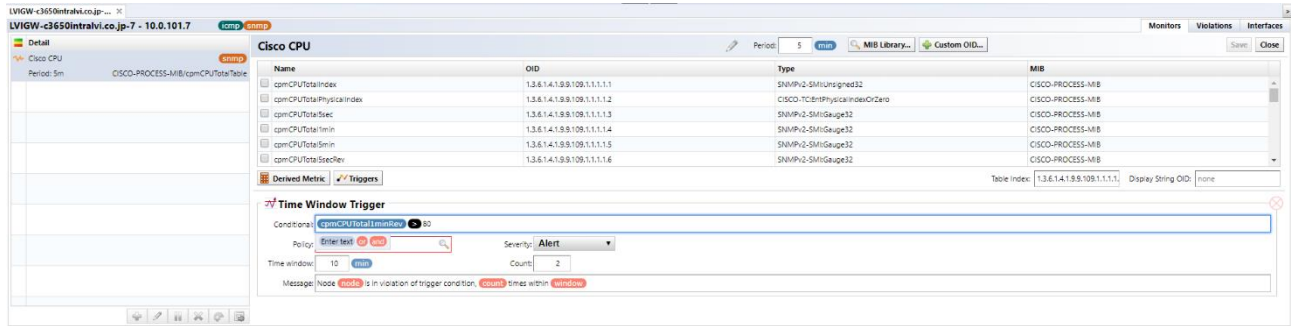 LVIGW-c3650intralvi.co.jp-...
LVIGW-c3650intralvi.co.jp-7 - 10.0.101.7 icmp snmp Monitors Violations Interfaces
Detail
Cisco CPU snmp
Period: 5m CISCO-PROCESS-MIB/cpmCPUTotalTable
Cisco CPU Period: 5 min MIB Library... Custom OID... Save Close
Name OID Type MIB
cpmCPUTotalIndex 1.3.6.1.4.1.9.9.109.1.1.1.1.1 SNMPv2-SMI:Unsigned32 CISCO-PROCESS-MIB
cpmCPUTotalPhysicalIndex 1.3.6.1.4.1.9.9.109.1.1.1.1.2 CISCO-TC:EntPhysicalIndexOrZero CISCO-PROCESS-MIB
cpmCPUTotal5sec 1.3.6.1.4.1.9.9.109.1.1.1.1.3 SNMPv2-SMI:Gauge32 CISCO-PROCESS-MIB
cpmCPUTotal1min 1.3.6.1.4.1.9.9.109.1.1.1.1.4 SNMPv2-SMI:Gauge32 CISCO-PROCESS-MIB
cpmCPUTotal5min 1.3.6.1.4.1.9.9.109.1.1.1.1.5 SNMPv2-SMI:Gauge32 CISCO-PROCESS-MIB
cpmCPUTotal5secRev 1.3.6.1.4.1.9.9.109.1.1.1.1.6 SNMPv2-SMI:Gauge32 CISCO-PROCESS-MIB
Derived Metric Triggers Table Index: 1.3.6.1.4.1.9.9.109.1.1.1.1. Display String OID: none
Time Window Trigger
Conditional: cpmCPUTotal1minRev > 80
Policy: Enter text or and Severity: Alert
Time window: 10 min Count: 2
Message: Node node is in violation of trigger condition, count times within window